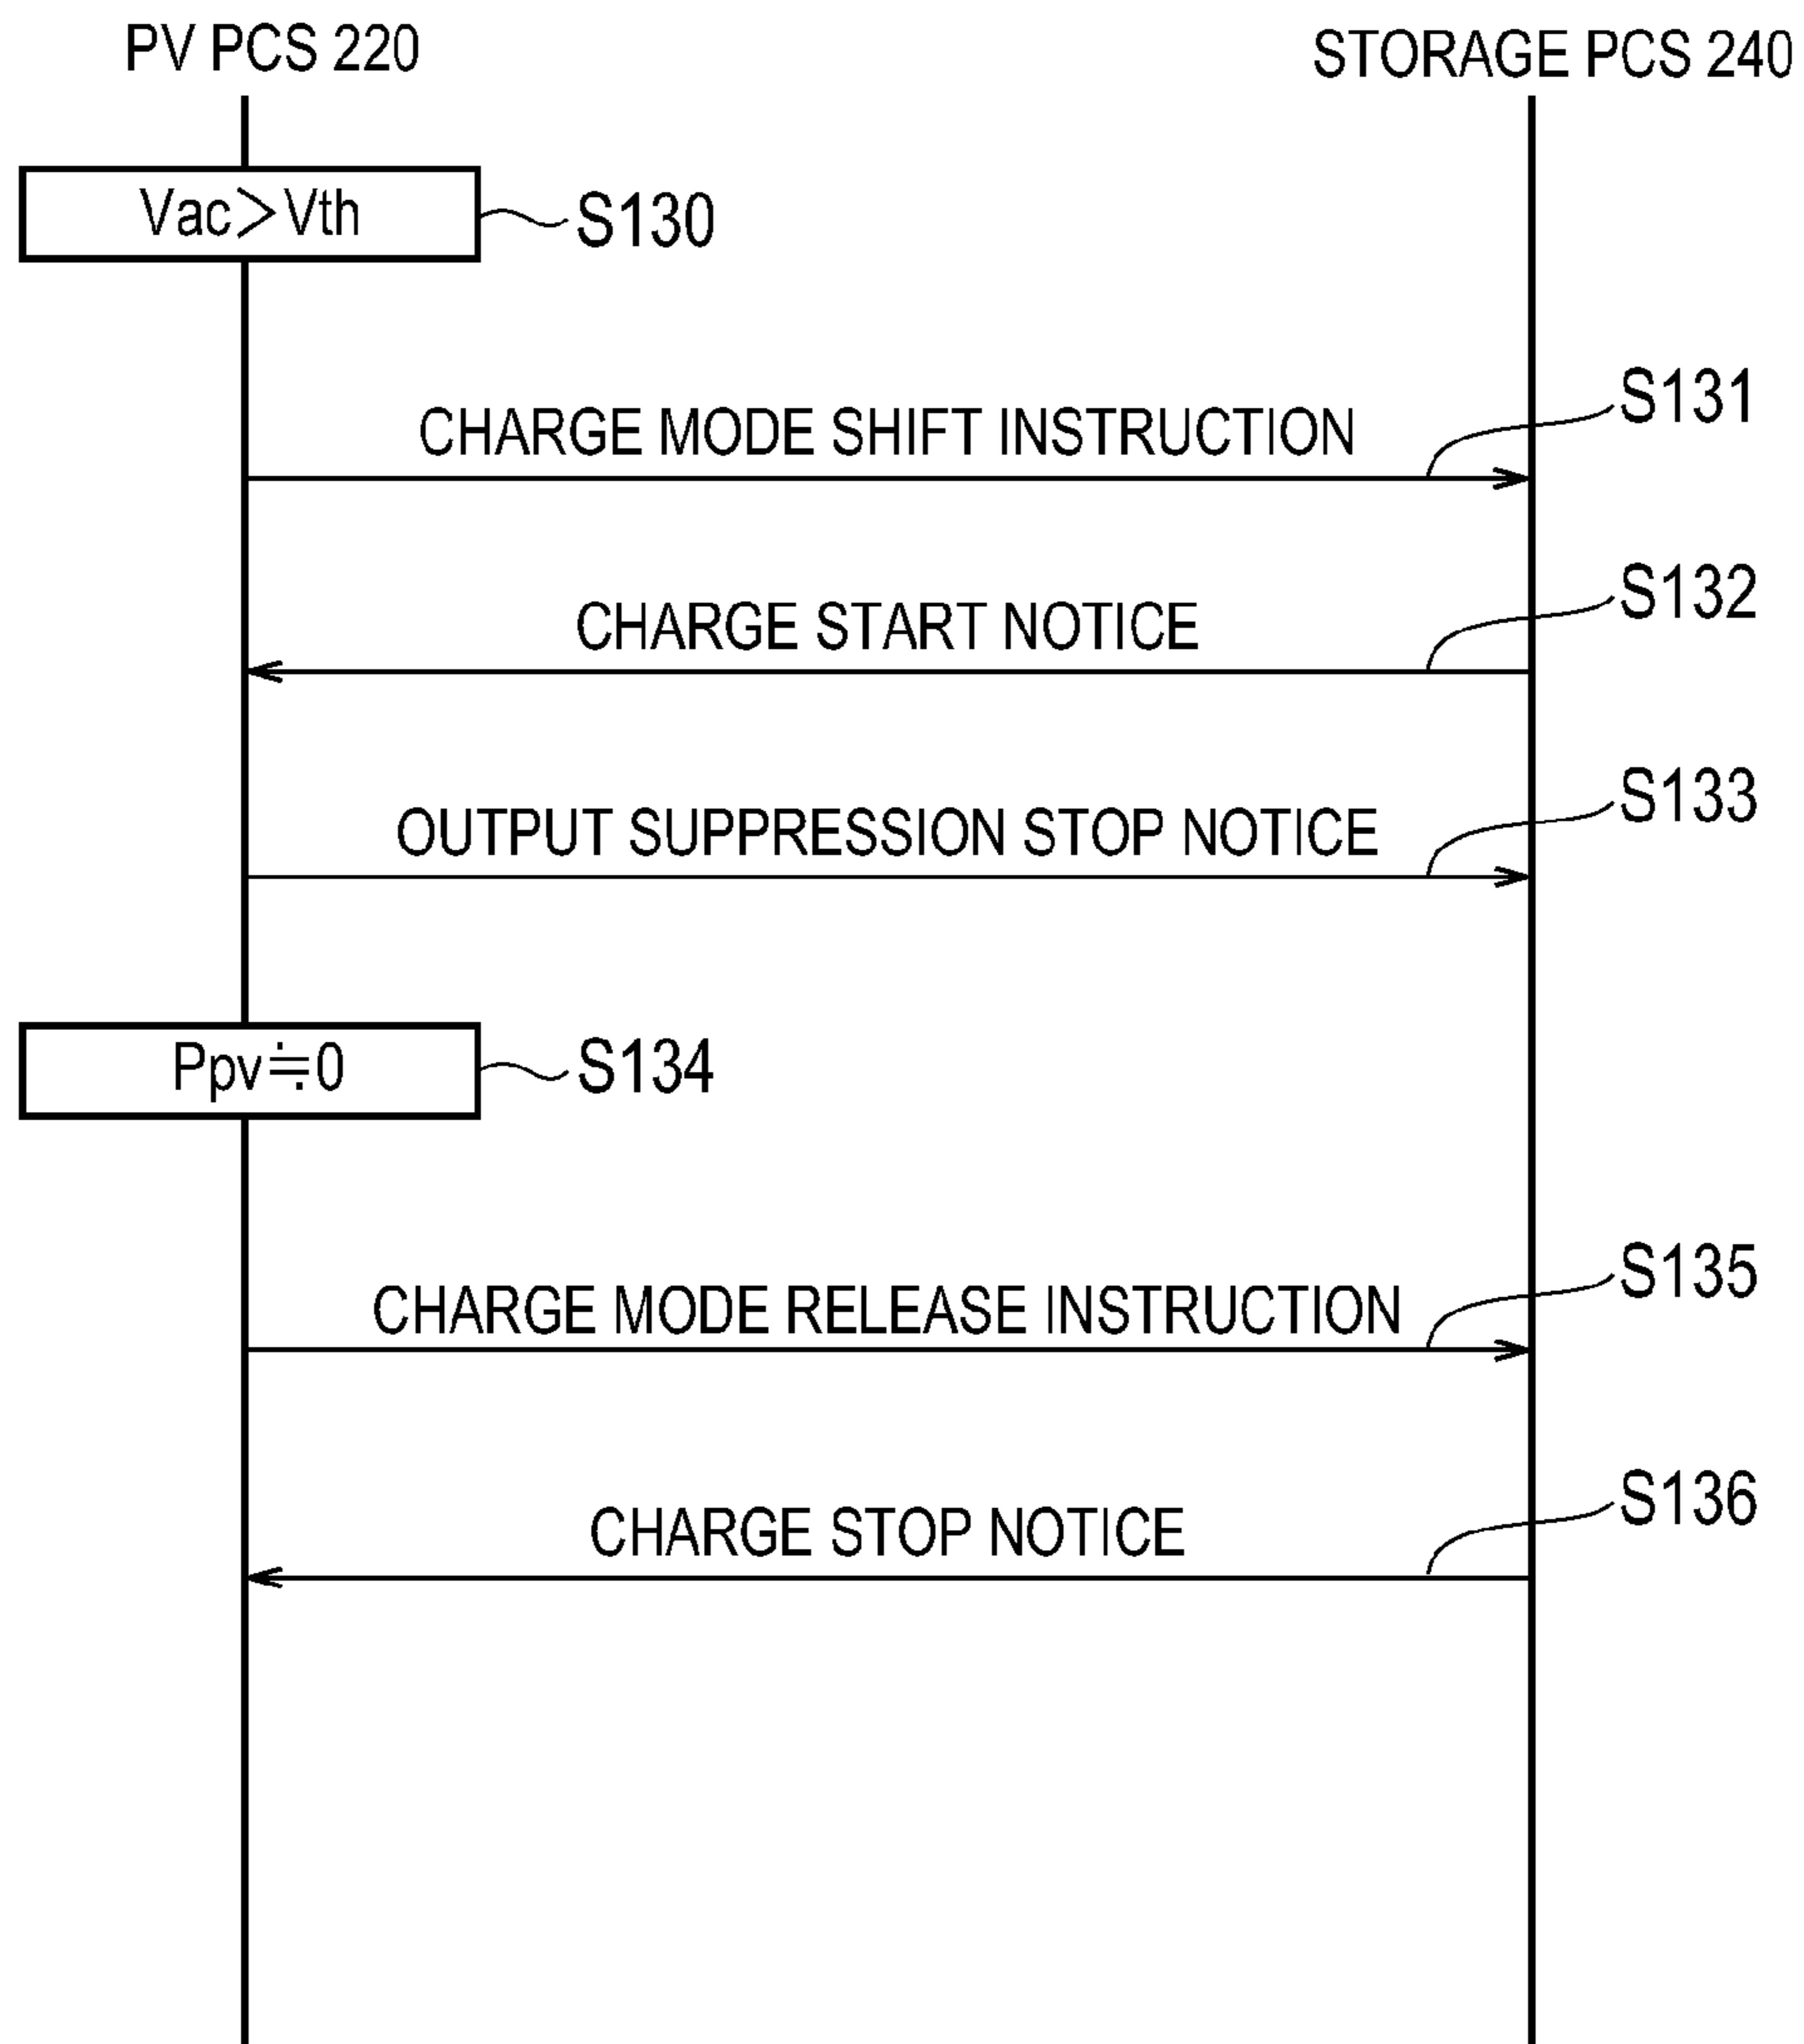 PV PCS 220
STORAGE PCS 240
Vac>Vth
S130
S131
CHARGE MODE SHIFT INSTRUCTION
S132
CHARGE START NOTICE
S133
OUTPUT SUPPRESSION STOP NOTICE
Ppv≒0
S134
S135
CHARGE MODE RELEASE INSTRUCTION
S136
CHARGE STOP NOTICE